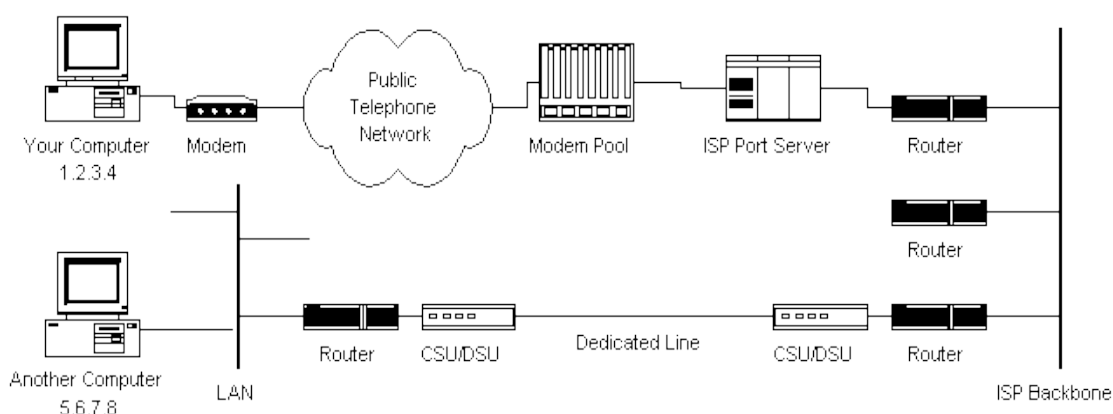 Public
Telephone
Network
Your Computer
1.2.3.4
Modem
Modem Pool
ISP Port Server
Router
Router
Another Computer
5.6.7.8
LAN
Router
CSU/DSU
Dedicated Line
CSU/DSU
Router
ISP Backbone